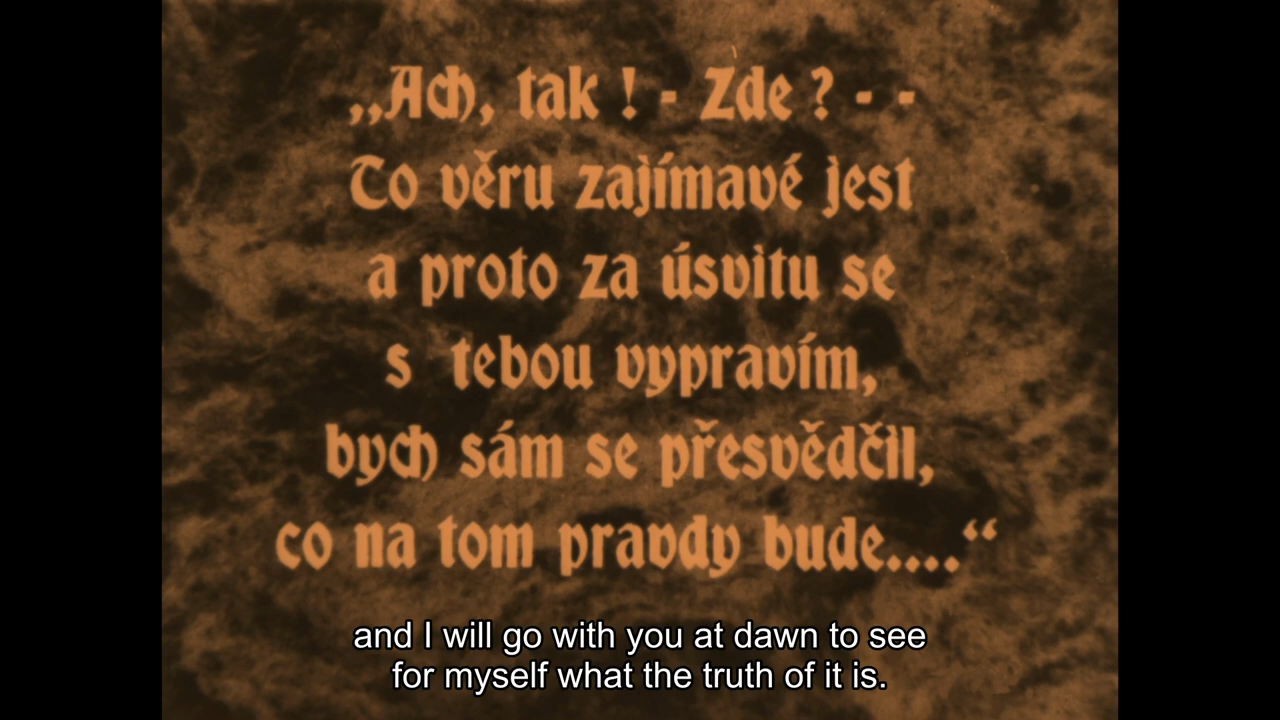 „Ach, tak ! - Zde ? - -
To věru zajímavé jest
a proto za úsvitu se
s tebou vypravím,
bych sám se přesvědčil,
co na tom pravdy bude....“
and I will go with you at dawn to see
for myself what the truth of it is.